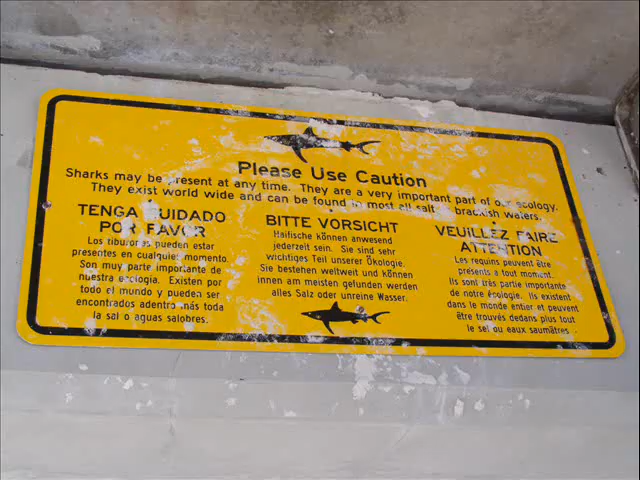 Please Use Caution
Sharks may be present at any time. They are a very important part of our ecology.
They exist world wide and can be found in most all salt brackish waters.
TENGA CUIDADO
POR FAVOR
Los tiburones pueden estar
presentes en cualquier momento.
Son muy parte importante de
nuestra ecología. Existen por
todo el mundo y pueden ser
encontrados adentro más toda
la sal o aguas salobres.
BITTE VORSICHT
Haifische können anwesend
jederzeit sein. Sie sind sehr
wichtiges Teil unserer Ökologie.
Sie bestehen weltweit und können
innen am meisten gefunden werden
alles Salz oder unreine Wasser.
VEUILLEZ FAIRE
ATTENTION
Les requins peuvent être
présents à tout moment.
Ils sont très partie importante
de notre écologie. Ils existent
dans le monde entier et peuvent
être trouvés dedans plus tout
le sel ou eaux saumâtres.